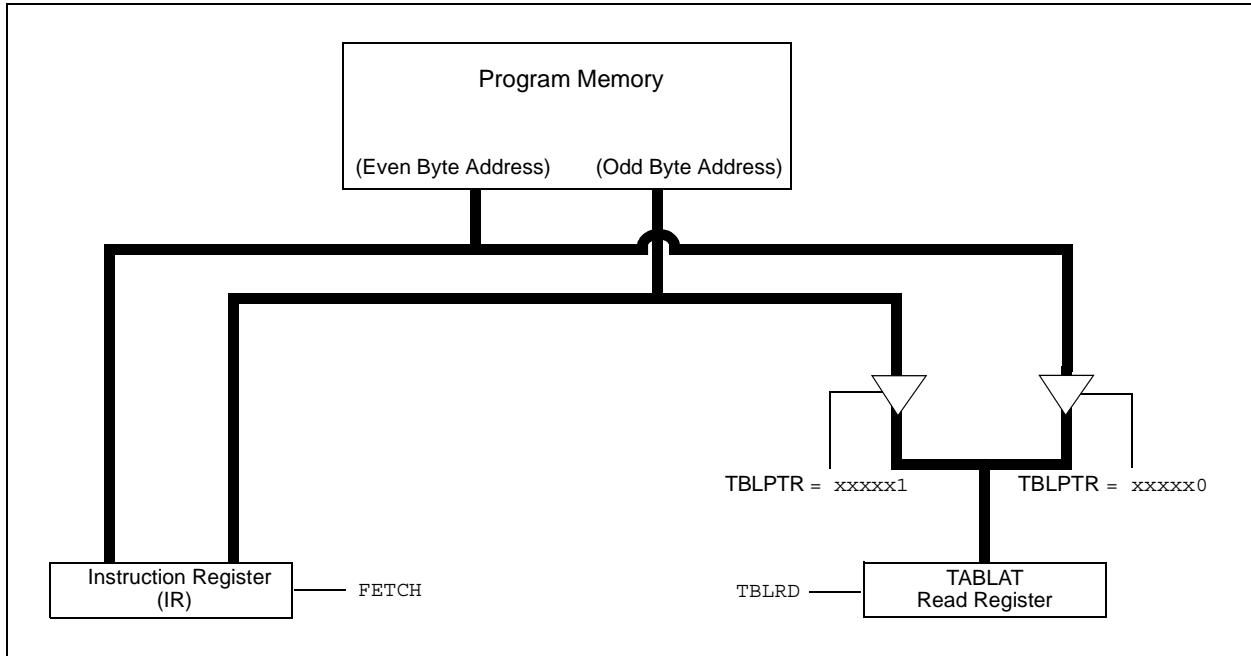 Program Memory
(Even Byte Address) (Odd Byte Address)
TBLPTR = xxxxx1 TBLPTR = xxxxx0
Instruction Register
(IR)
FETCH
TBLRD
TABLAT
Read Register